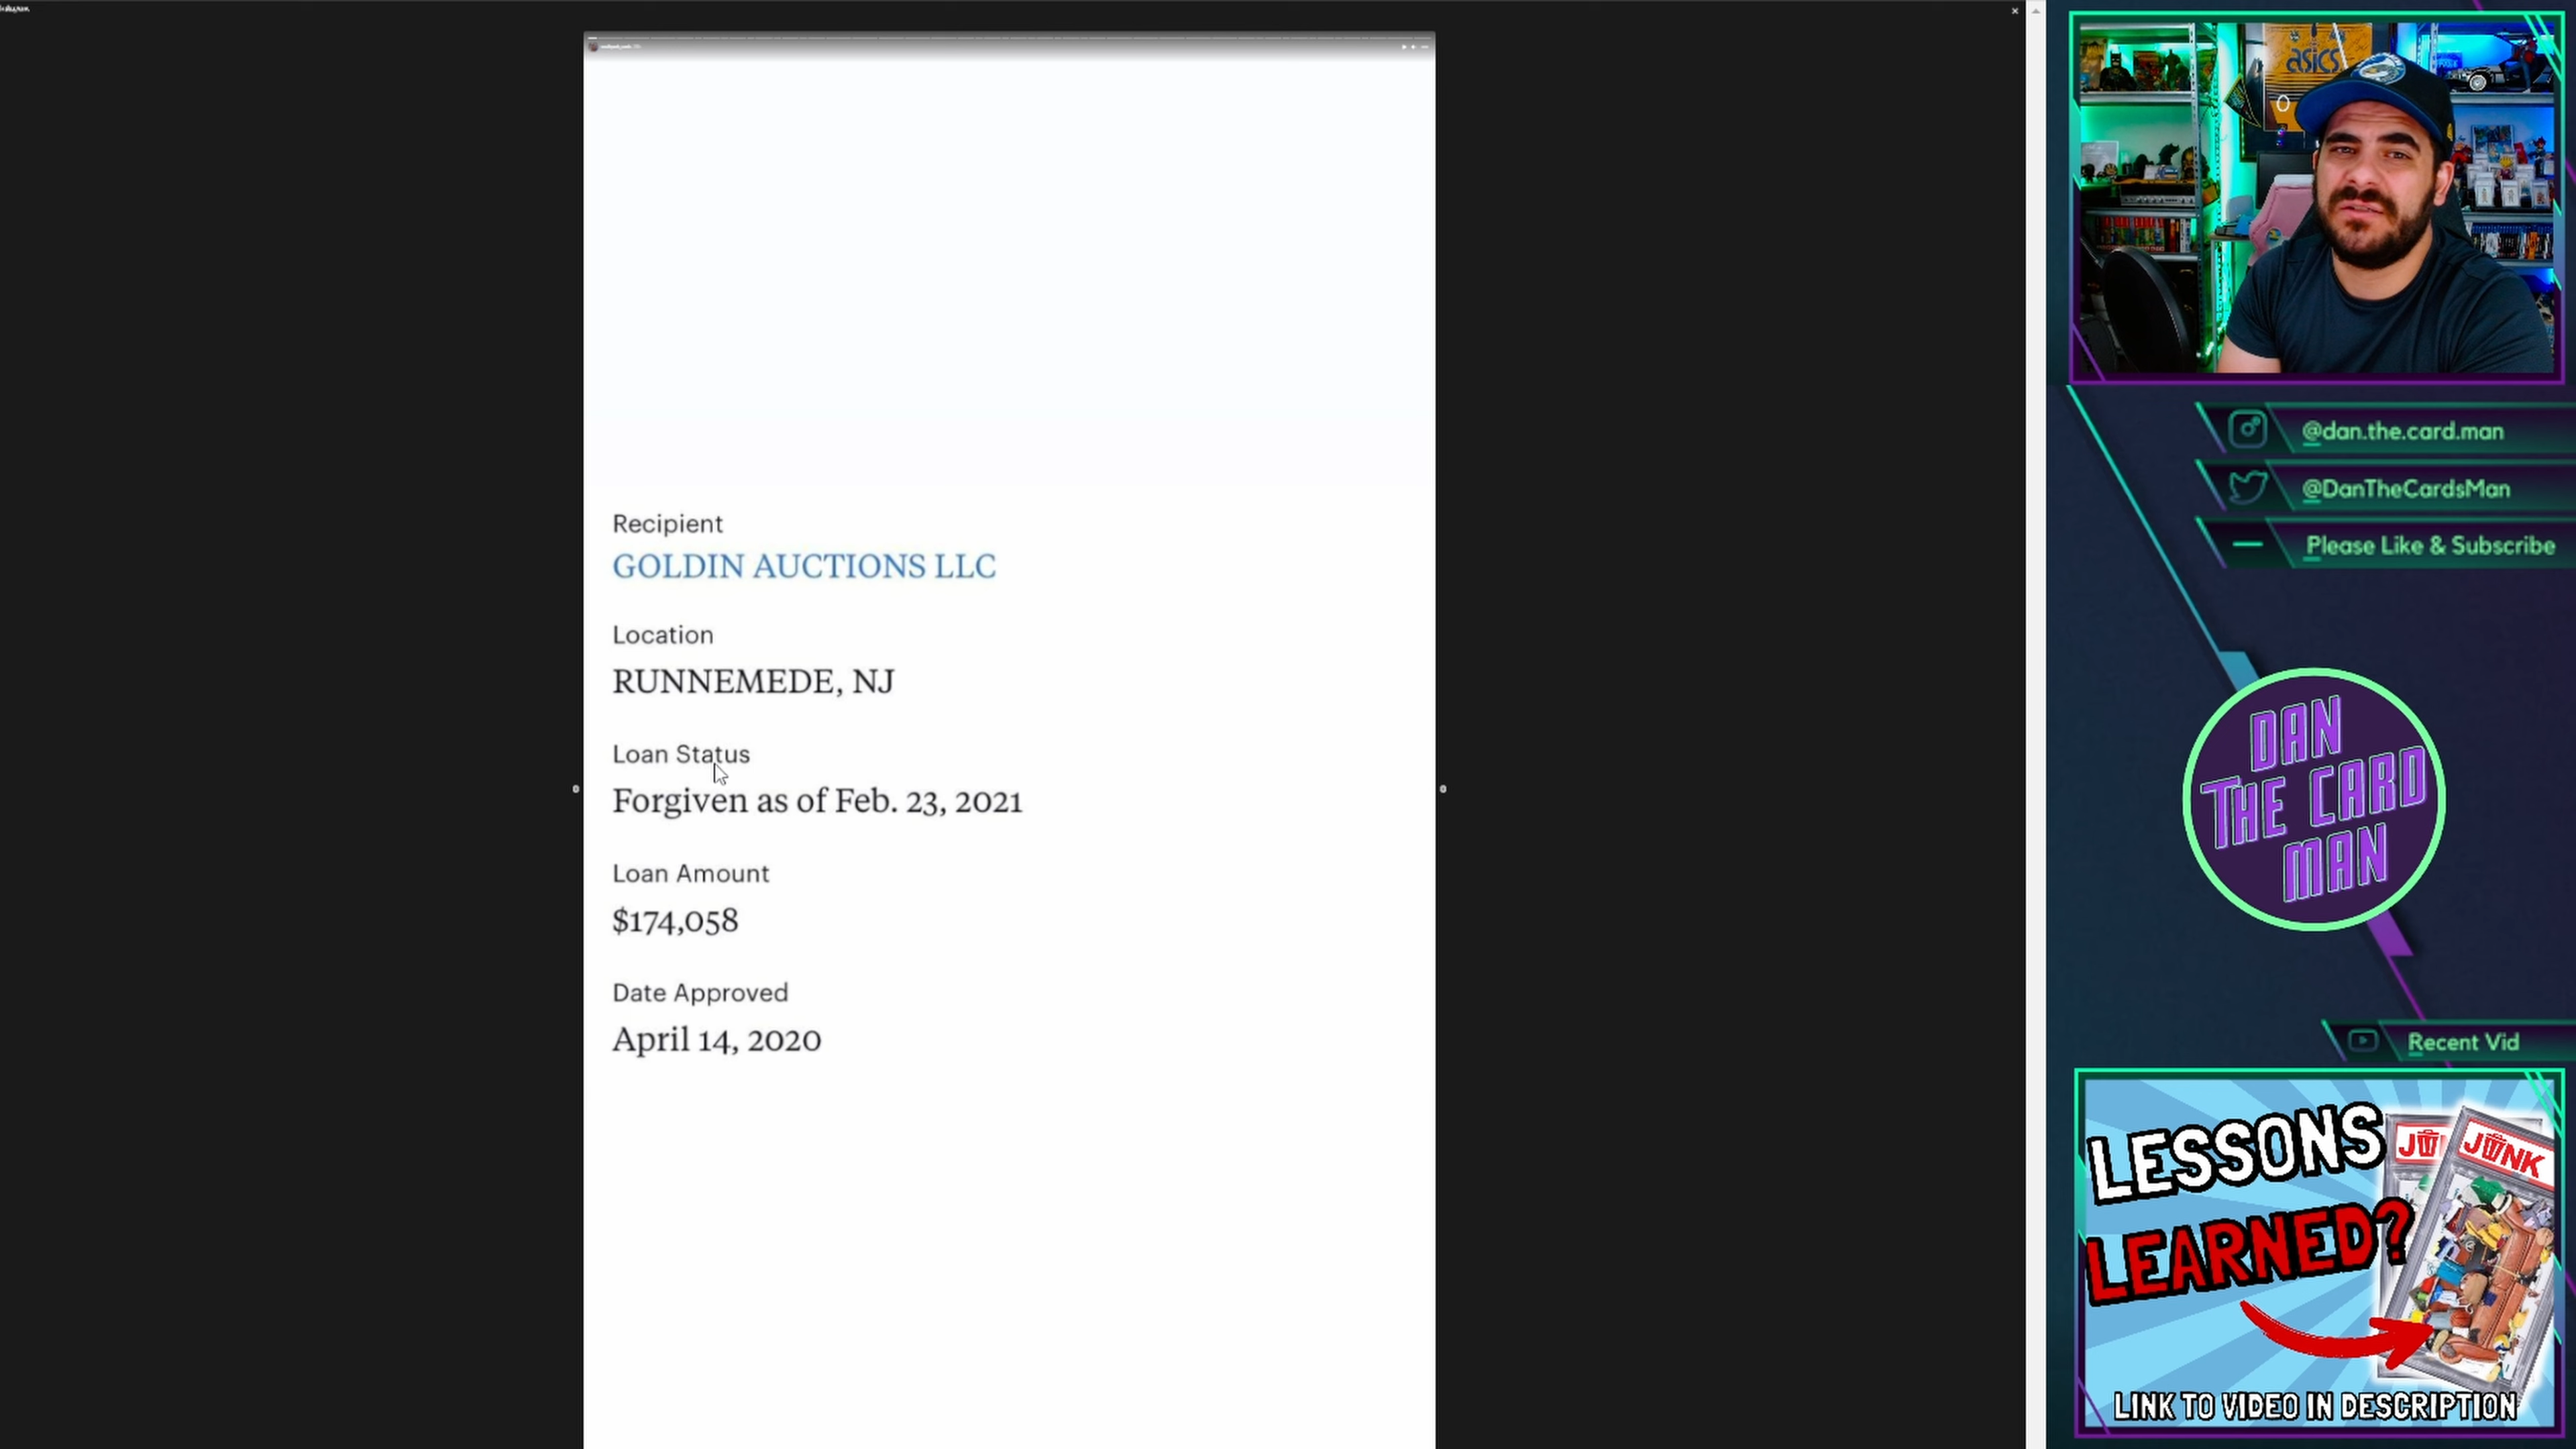 Recipient
GOLDIN AUCTIONS LLC
Location
RUNNEMEDE, NJ
Loan Status
Forgiven as of Feb. 23, 2021
Loan Amount
$174,058
Date Approved
April 14, 2020
asics
@dan.the.card.man
@DanTheCardsMan
Please Like & Subscribe
DAN
THE CARD
MAN
Recent Vid
LESSONS
LEARNED?
JUNK
LINK TO VIDEO IN DESCRIPTION